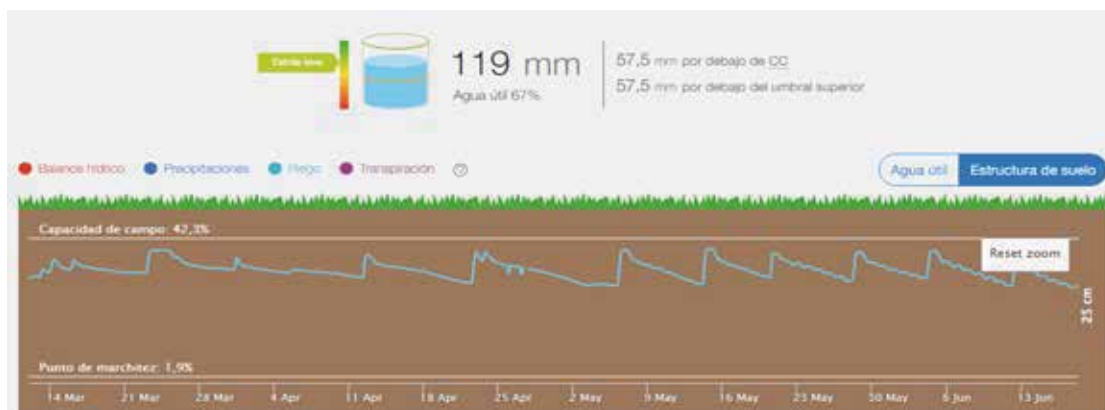 Estrés leve
119 mm
Agua útil 67%
57,5 mm por debajo de CC
57,5 mm por debajo del umbral superior
Balance hídrico Precipitaciones Riego Transpiración ?
Agua útil Estructura de suelo
Capacidad de campo: 42,3%
Reset zoom
25 cm
Punto de marchitez: 1,9%
14 Mar 21 Mar 28 Mar 4 Apr 11 Apr 18 Apr 25 Apr 2 May 9 May 16 May 23 May 30 May 6 Jun 13 Jun